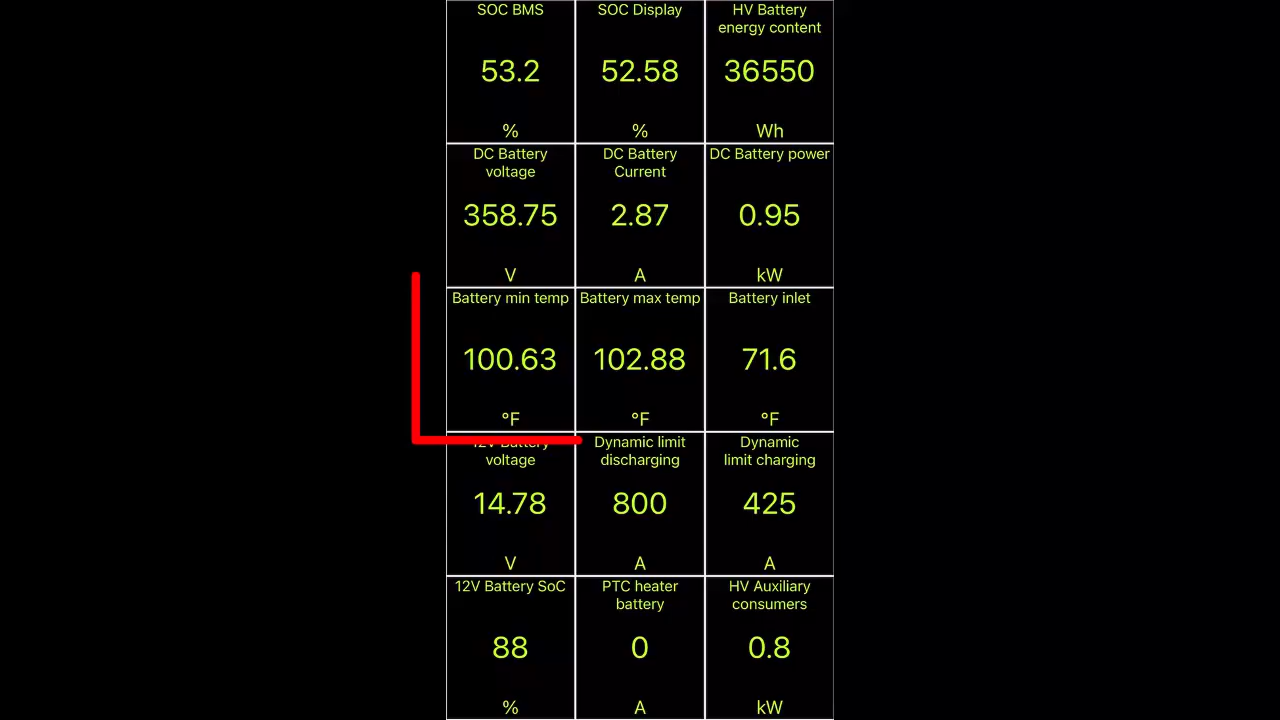 SOC BMS
SOC Display
HV Battery
energy content
53.2
52.58
36550
%
%
Wh
DC Battery
voltage
DC Battery
Current
DC Battery power
358.75
2.87
0.95
V
A
kW
Battery min temp
Battery max temp
Battery inlet
100.63
102.88
71.6
°F
°F
°F
12V Battery
voltage
Dynamic limit
discharging
Dynamic
limit charging
14.78
800
425
V
A
A
12V Battery SoC
PTC heater
battery
HV Auxiliary
consumers
88
0
0.8
%
A
kW